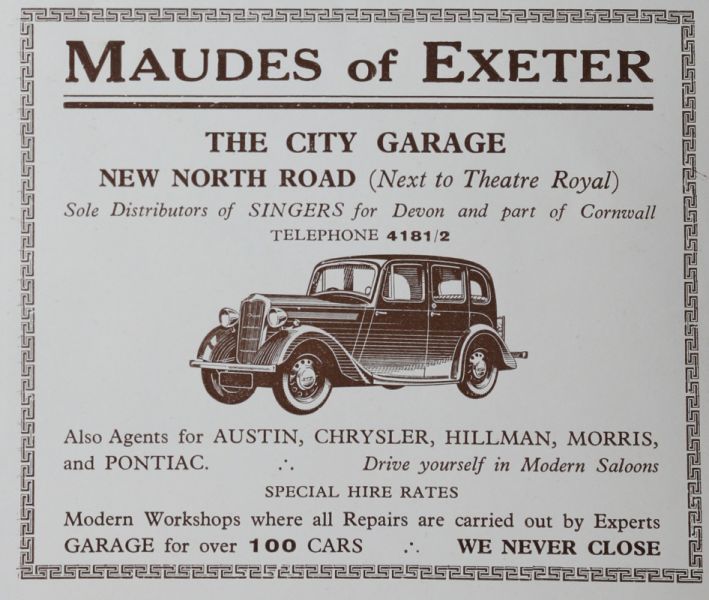 MAUDES of EXETER
THE CITY GARAGE
NEW NORTH ROAD (Next to Theatre Royal)
Sole Distributors of SINGERS for Devon and part of Cornwall
TELEPHONE 4181/2
Also Agents for AUSTIN, CHRYSLER, HILLMAN, MORRIS,
and PONTIAC. ∴ Drive yourself in Modern Saloons
SPECIAL HIRE RATES
Modern Workshops where all Repairs are carried out by Experts
GARAGE for over 100 CARS ∴ WE NEVER CLOSE